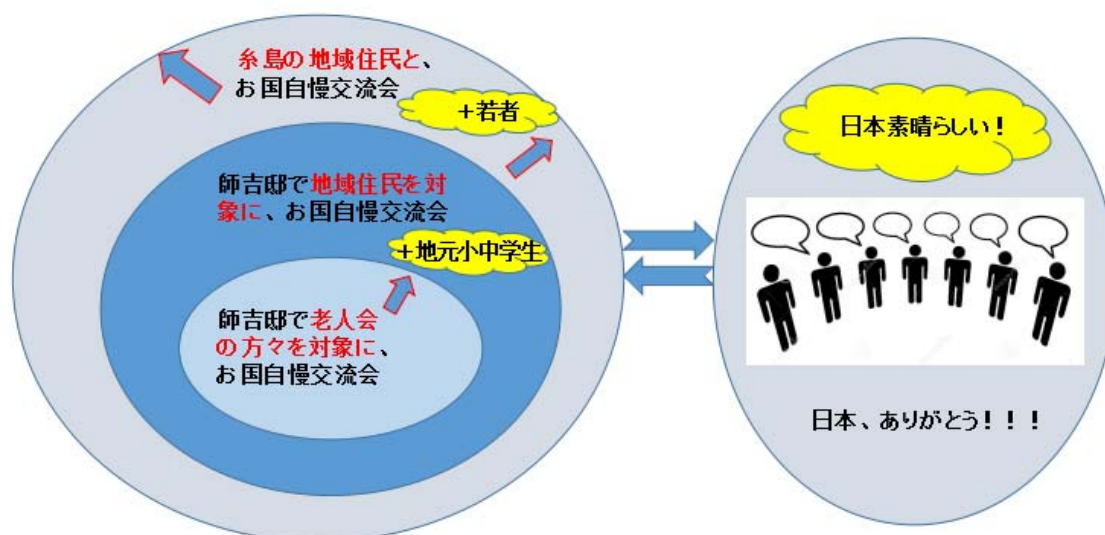 糸島の地域住民と、
お国自慢交流会
+若者
師吉邸で地域住民を対
象に、お国自慢交流会
+地元小中学生
師吉邸で老人会
の方々を対象に、
お国自慢交流会
日本素晴らしい!
日本、ありがとう!!!